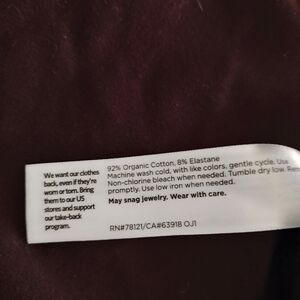 We want our clothes
back, even if they're
worn or torn. Bring
them to our US
stores and support
our take-back
program.
92% Organic Cotton, 8% Elastane
Machine wash cold, with like colors, gentle cycle. Use
Non-chlorine bleach when needed. Tumble dry low.
promptly. Use low iron when needed.
May snag jewelry. Wear with care.
RN#78121/CA#63918 OJ1